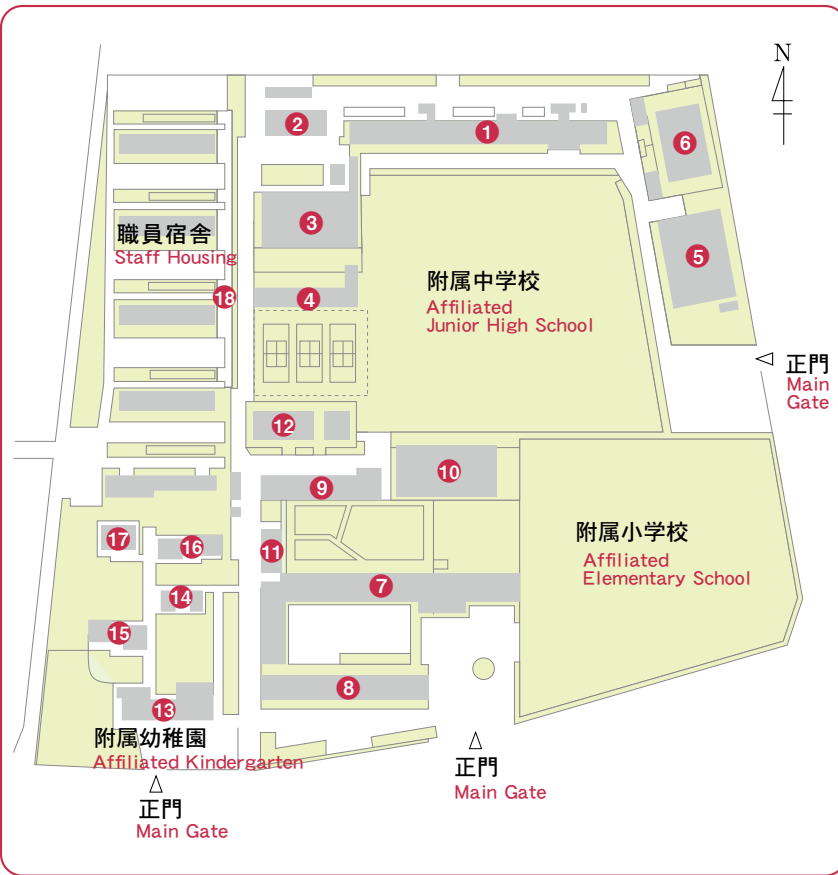 N
2
1
6
3
職員宿舎
Staff Housing
5
附属中学校
Affiliated
Junior High School
18
4
正門
Main
Gate
12
10
9
附属小学校
Affiliated
Elementary School
17
16
11
7
14
15
8
13
附属幼稚園
Affiliated Kindergarten
正門
Main Gate
正門
Main Gate